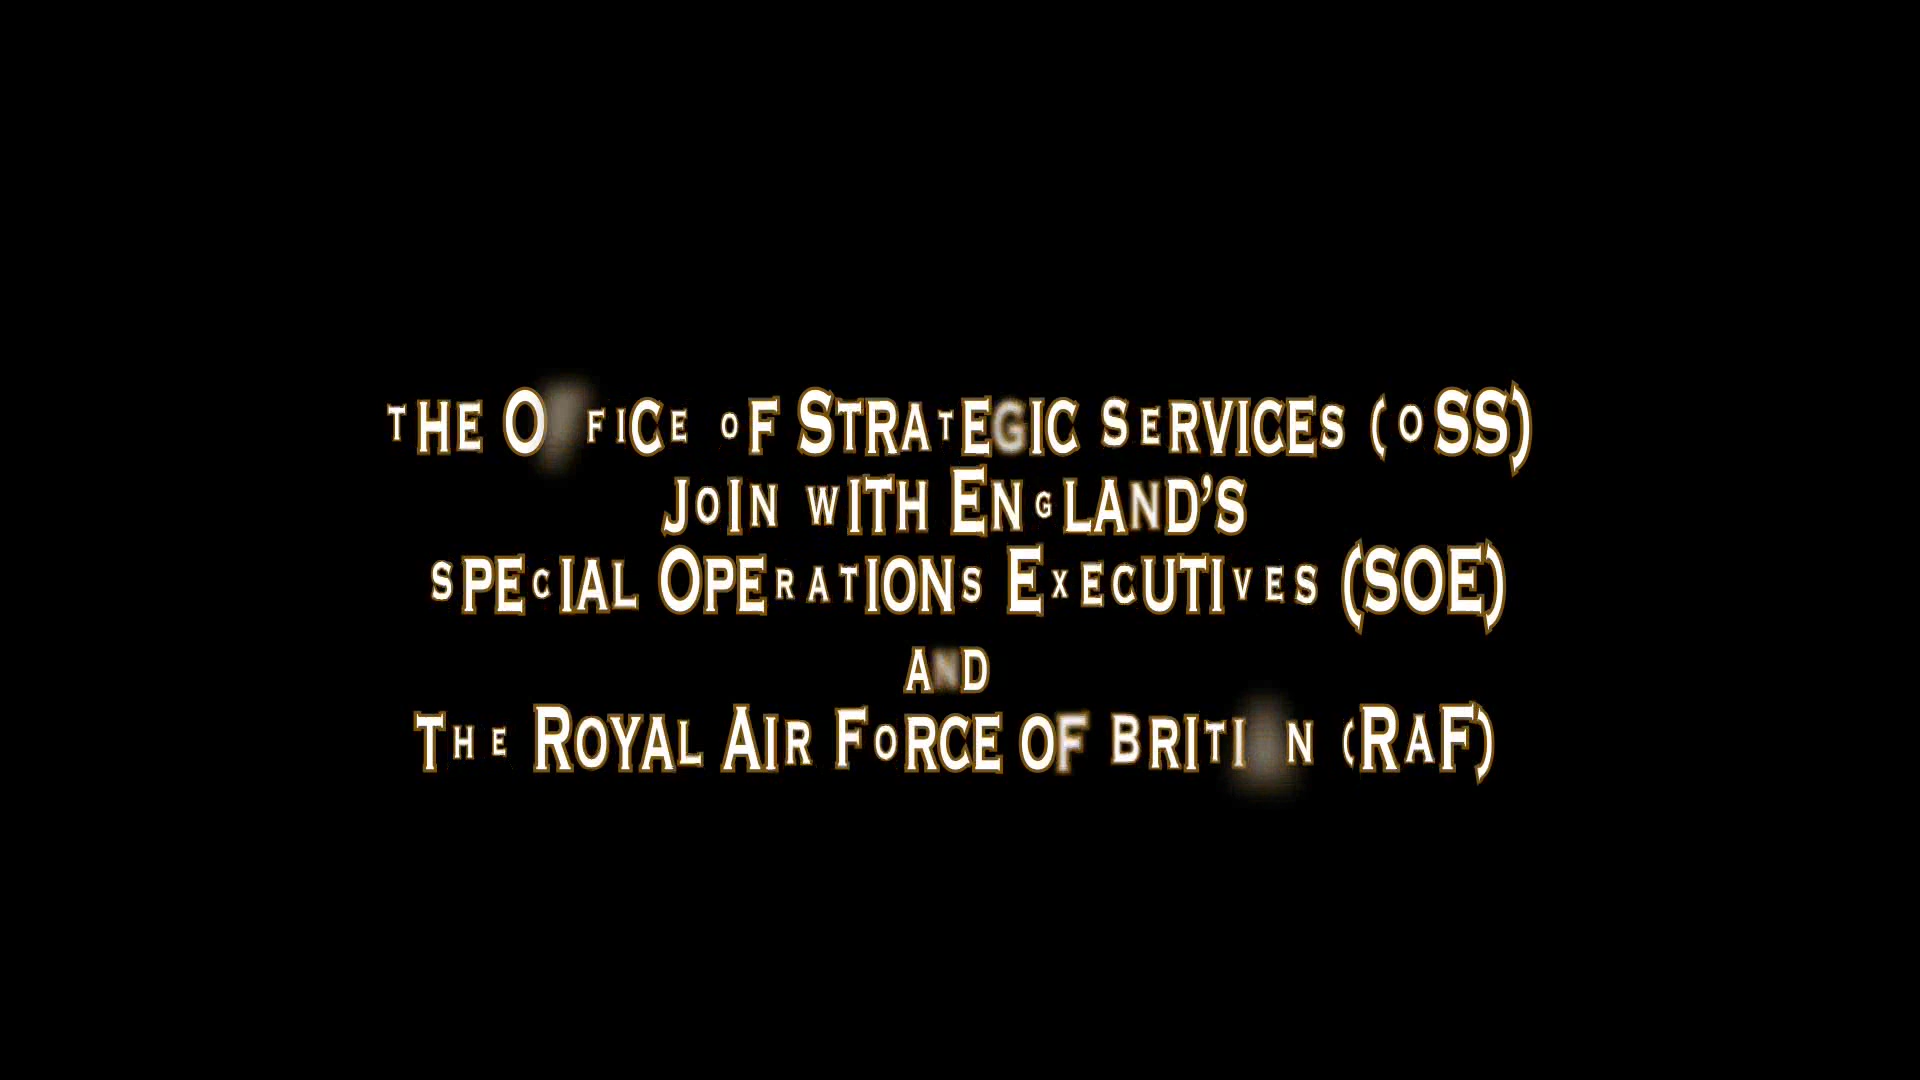 The Office of Strategic Services (OSS)
Join with England's
Special Operations Executives (SOE)
and
The Royal Air Force of (RAF)